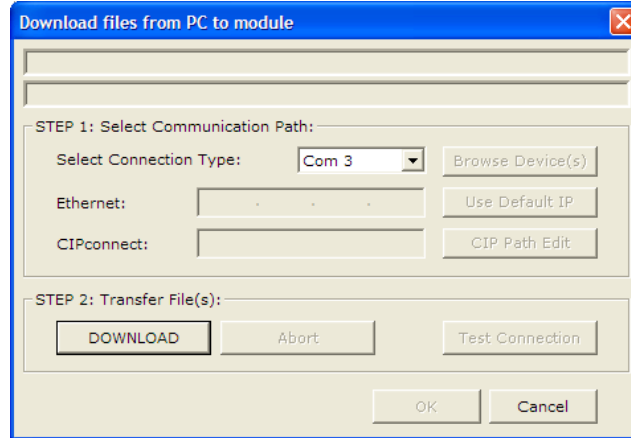 Download files from PC to module
STEP 1: Select Communication Path:
Select Connection Type: Com 3 Browse Device(s)
Ethernet: . . . Use Default IP
CIPconnect: CIP Path Edit
STEP 2: Transfer File(s):
DOWNLOAD Abort Test Connection
OK Cancel